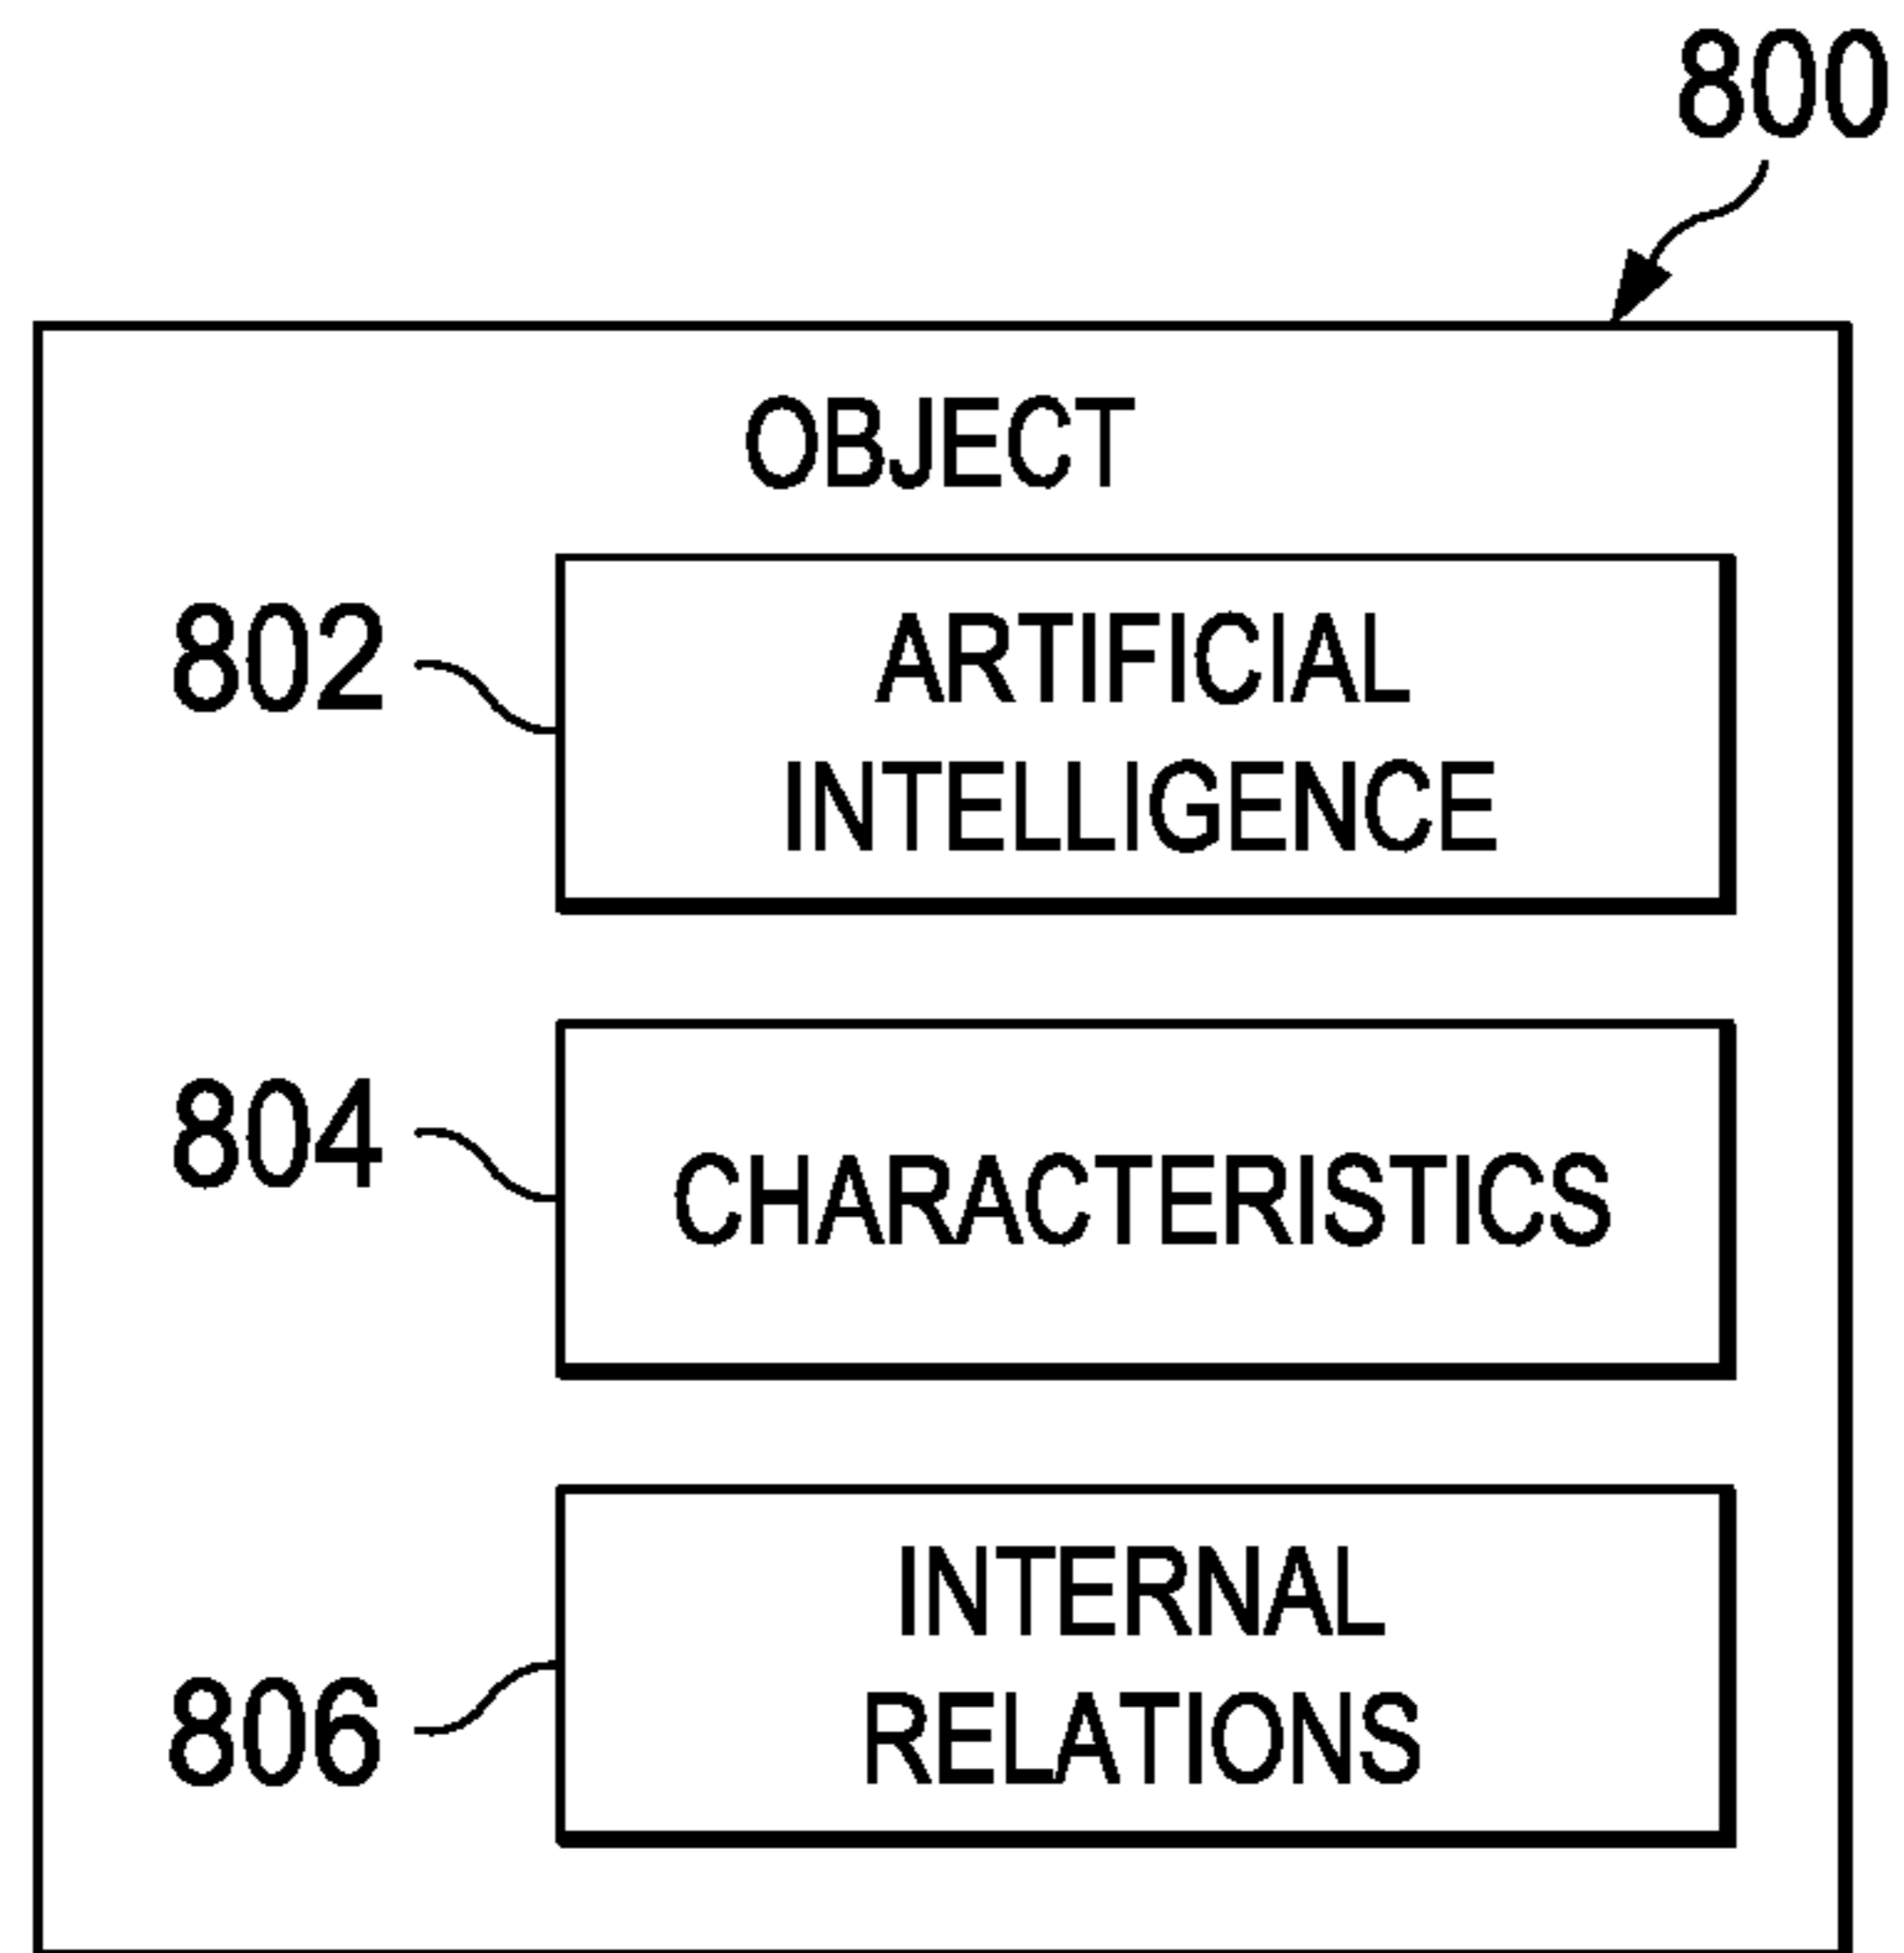 800
OBJECT
802
ARTIFICIAL
INTELLIGENCE
804
CHARACTERISTICS
806
INTERNAL
RELATIONS